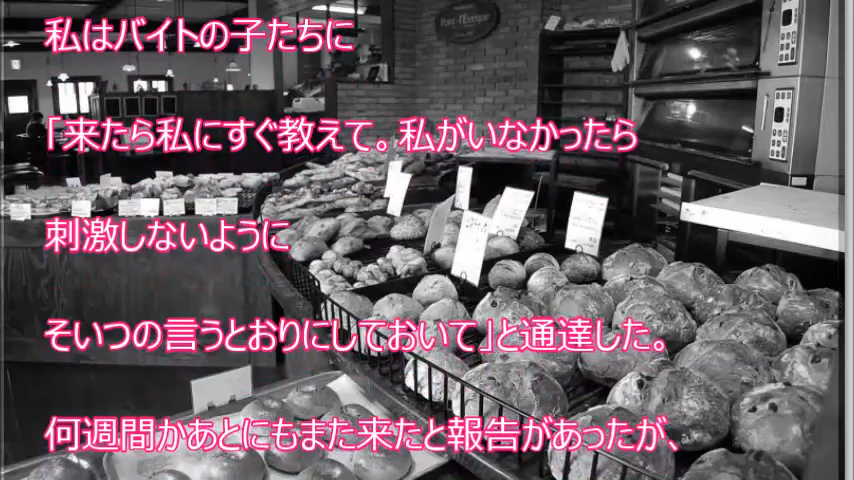 Pont-l'Évêque
私はバイトの子たちに
「来たら私にすぐ教えて。私がいなかったら
刺激しないように
そいつの言うとおりにしておいて」と通達した。
何週間かあとにもまた来たと報告があったが、